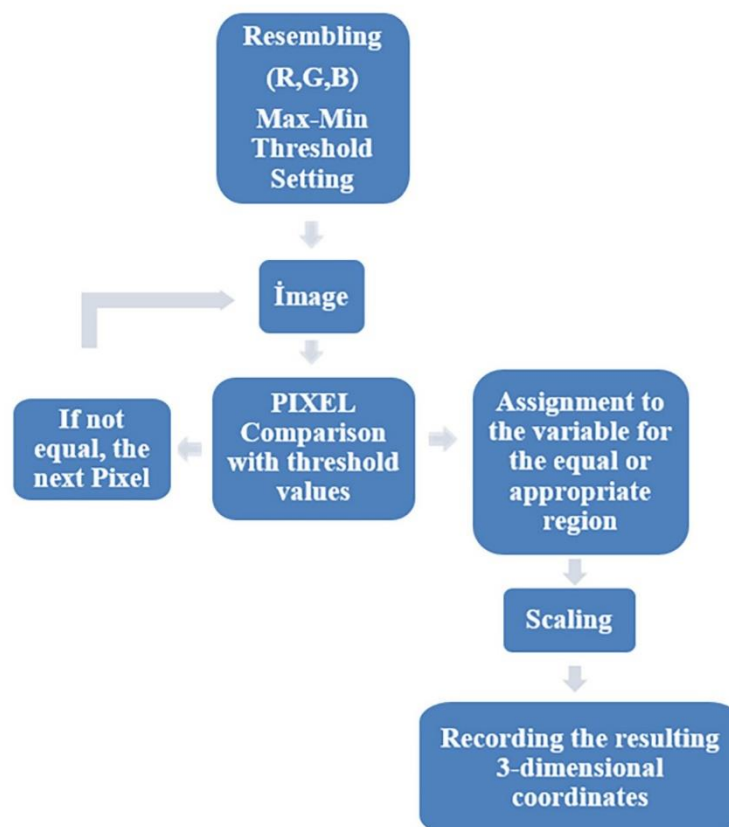 Resembling
(R,G,B)
Max-Min
Threshold
Setting
İmage
If not
equal, the
next Pixel
PIXEL
Comparison
with threshold
values
Assignment to
the variable for
the equal or
appropriate
region
Scaling
Recording the resulting
3-dimensional
coordinates